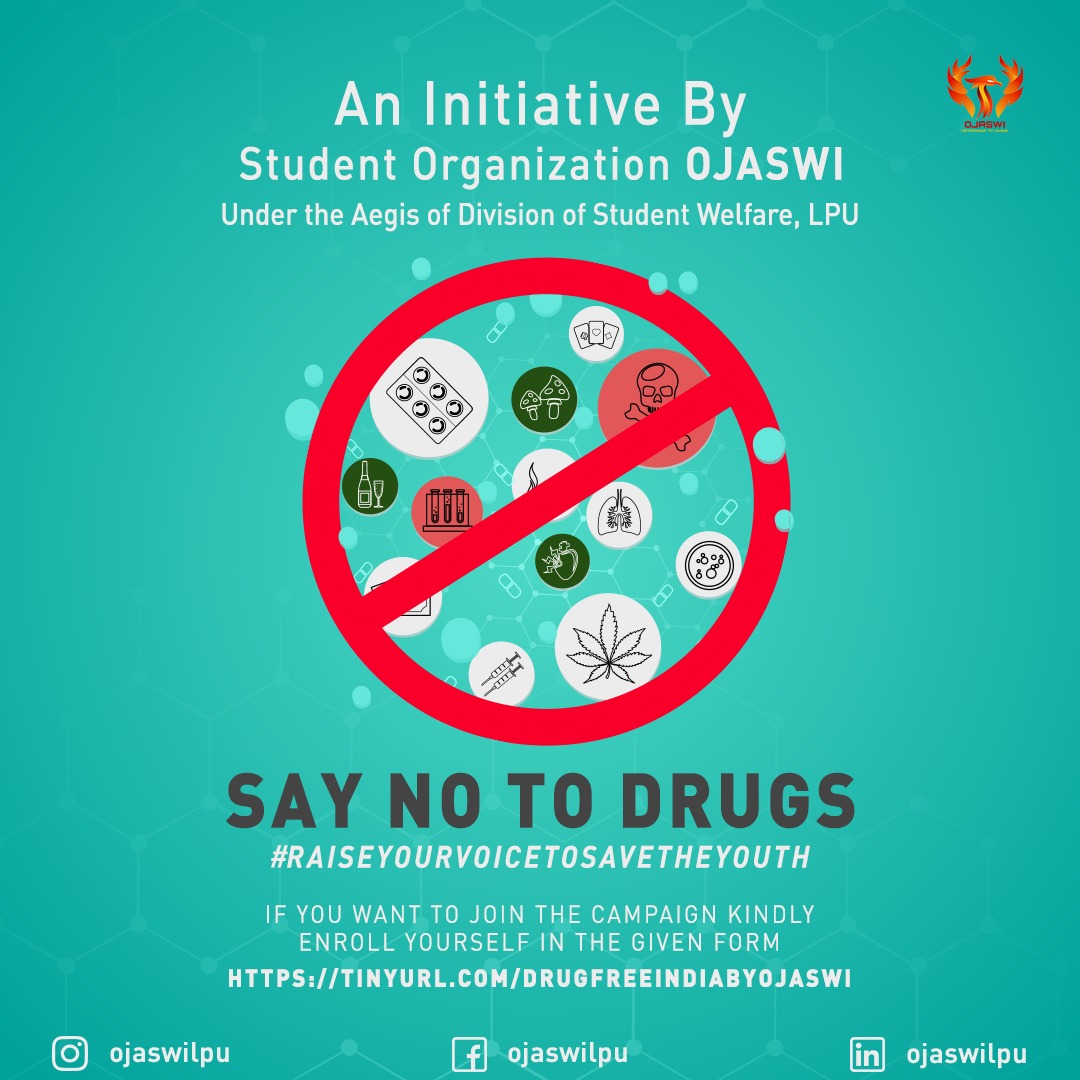 An Initiative By
Student Organization OJASWI
Under the Aegis of Division of Student Welfare, LPU
OJASWI
SAY NO TO DRUGS
#RAISEYOURVOICETOSAVETHEYOUTH
IF YOU WANT TO JOIN THE CAMPAIGN KINDLY
ENROLL YOURSELF IN THE GIVEN FORM
HTTPS://TINYURL.COM/DRUGFREEINDIABYOJASWI
ojaswilpu
ojaswilpu
ojaswilpu